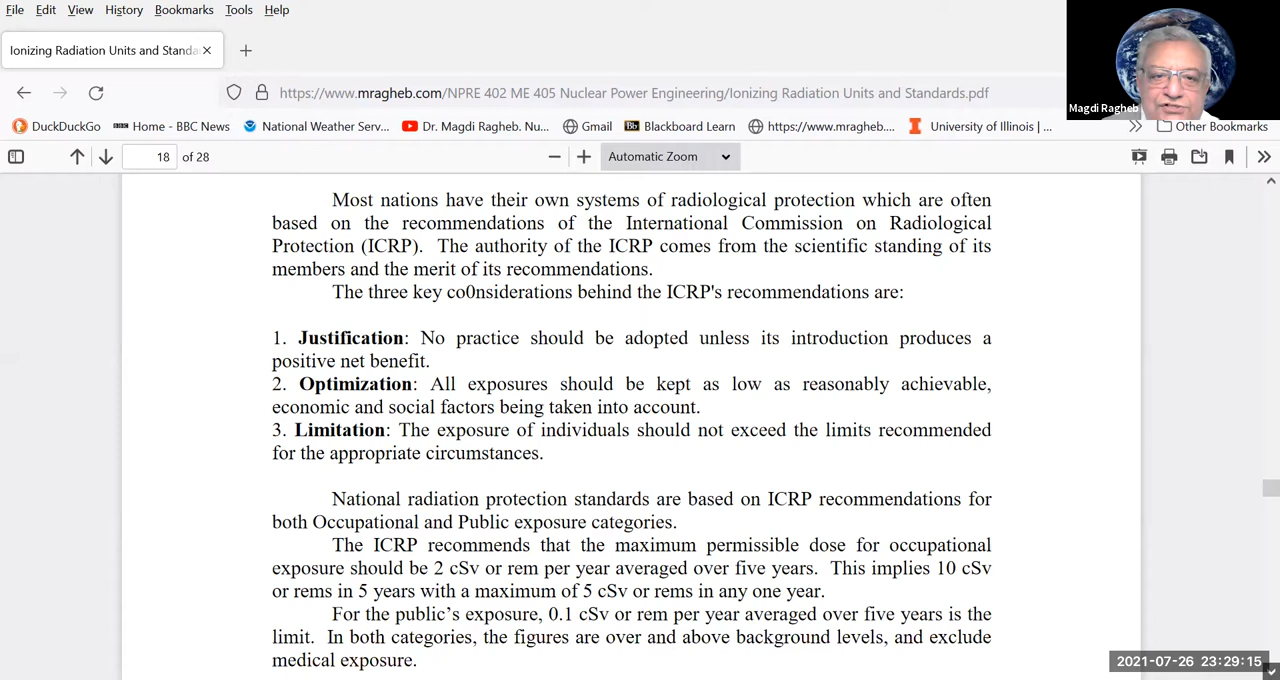 File Edit View History Bookmarks Tools Help
Ionizing Radiation Units and Standa
https://www.mragheb.com/NPRE 402 ME 405 Nuclear Power Engineering/Ionizing Radiation Units and Standards.pdf
Magdi Ragheb
DuckDuckGo BBC Home - BBC News National Weather Serv... Dr. Magdi Ragheb. Nu... Gmail Bb Blackboard Learn https://www.mragheb.... I University of Illinois |... Other Bookmarks
18 of 28 Automatic Zoom
Most nations have their own systems of radiological protection which are often
based on the recommendations of the International Commission on Radiological
Protection (ICRP). The authority of the ICRP comes from the scientific standing of its
members and the merit of its recommendations.
The three key co0nsiderations behind the ICRP's recommendations are:
1. Justification: No practice should be adopted unless its introduction produces a
positive net benefit.
2. Optimization: All exposures should be kept as low as reasonably achievable,
economic and social factors being taken into account.
3. Limitation: The exposure of individuals should not exceed the limits recommended
for the appropriate circumstances.
National radiation protection standards are based on ICRP recommendations for
both Occupational and Public exposure categories.
The ICRP recommends that the maximum permissible dose for occupational
exposure should be 2 cSv or rem per year averaged over five years. This implies 10 cSv
or rems in 5 years with a maximum of 5 cSv or rems in any one year.
For the public’s exposure, 0.1 cSv or rem per year averaged over five years is the
limit. In both categories, the figures are over and above background levels, and exclude
medical exposure.
2021-07-26 23:29:15